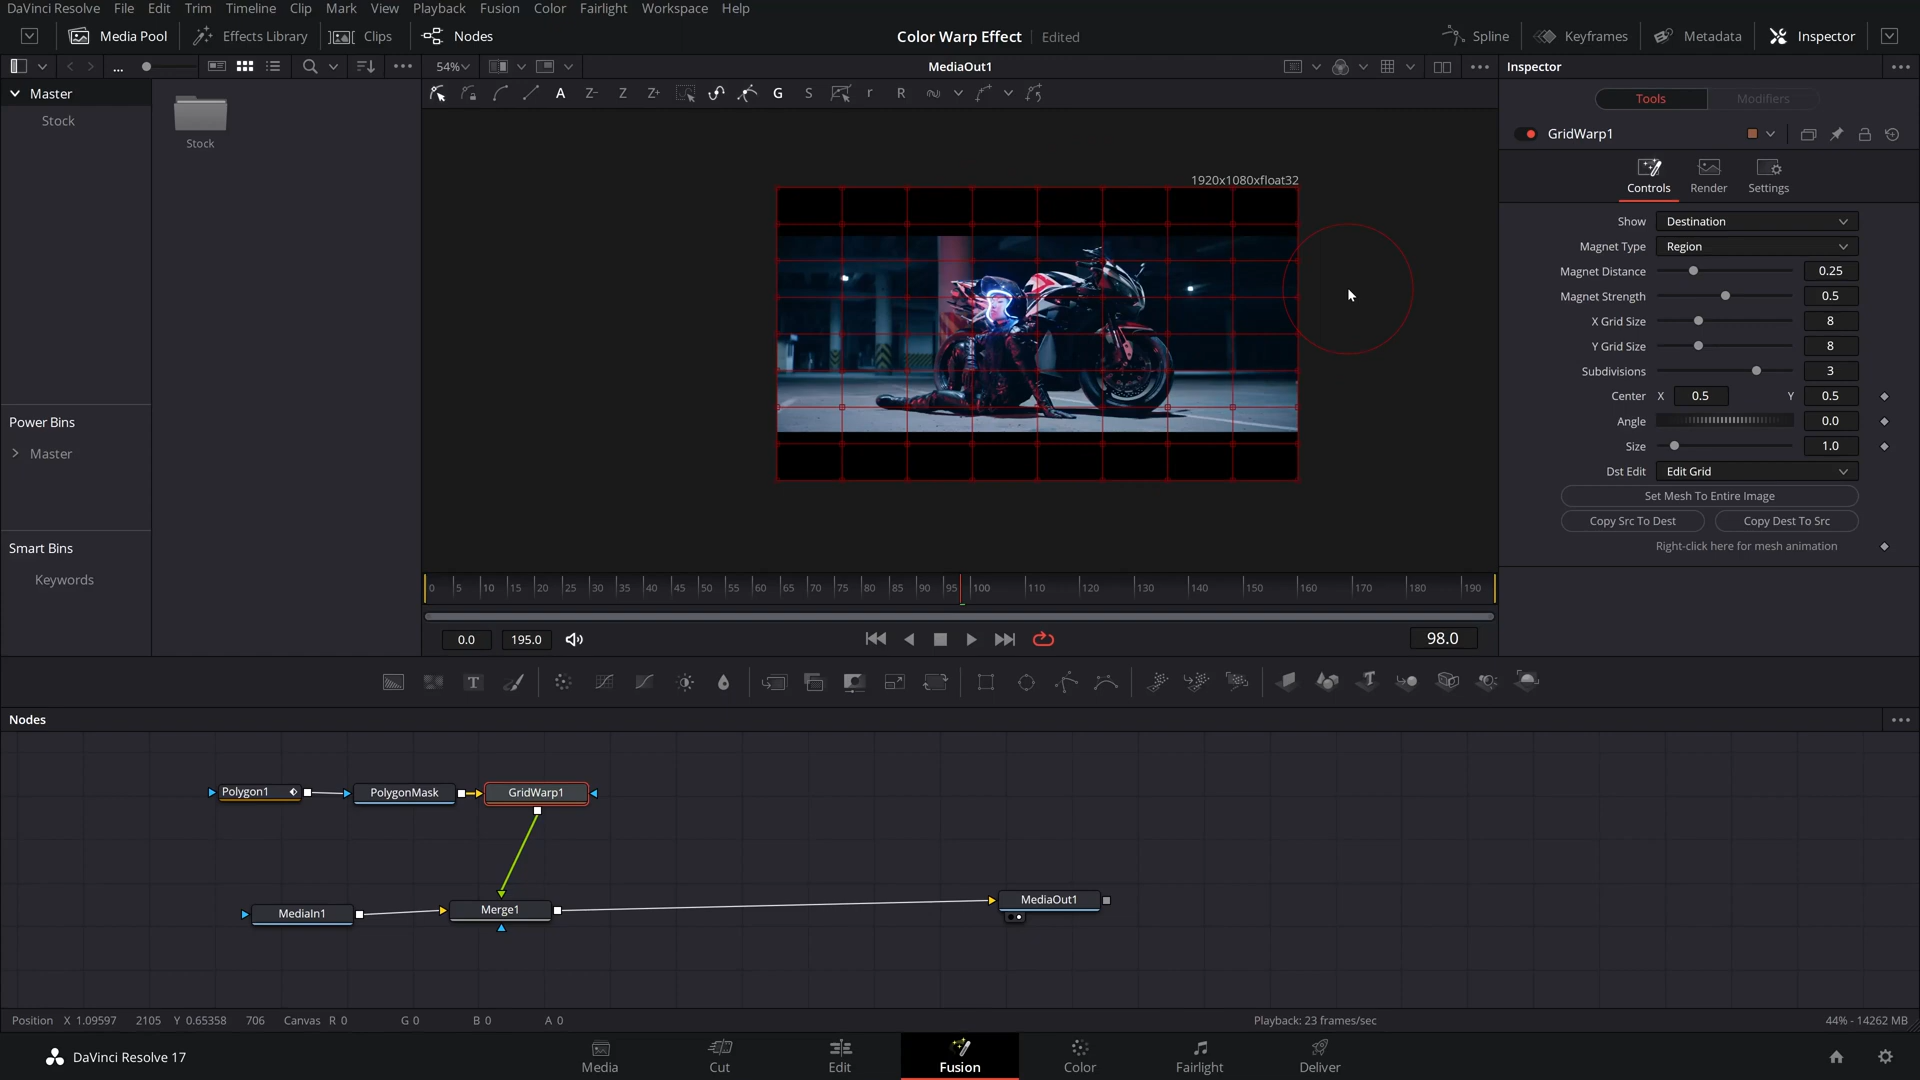 DaVinci Resolve File Edit Trim Timeline Clip Mark View Playback Fusion Color Fairlight Workspace Help
Media Pool Effects Library Clips Nodes Color Warp Effect Edited Spline Keyframes Metadata Inspector
... 54% MediaOut1 Inspector
Master
Stock
Stock
A Z- Z Z+ G S r R
Tools Modifiers
GridWarp1
Controls Render Settings
1920x1080xfloat32
Show Destination
Magnet Type Region
Magnet Distance 0.25
Magnet Strength 0.5
X Grid Size 8
Y Grid Size 8
Subdivisions 3
Center X 0.5 Y 0.5
Angle 0.0
Size 1.0
Dst Edit Edit Grid
Set Mesh To Entire Image
Copy Src To Dest Copy Dest To Src
Right-click here for mesh animation
Power Bins
Master
Smart Bins
Keywords
0 5 10 15 20 25 30 35 40 45 50 55 60 65 70 75 80 85 90 95 100 110 120 130 140 150 160 170 180 190
0.0 195.0 98.0
T T
Nodes
Polygon1 PolygonMask GridWarp1
MediaIn1 Merge1 MediaOut1
Position X 1.09597 2105 Y 0.65358 706 Canvas R 0 G 0 B 0 A 0 Playback: 23 frames/sec 44% - 14262 MB
DaVinci Resolve 17 Media Cut Edit Fusion Color Fairlight Deliver